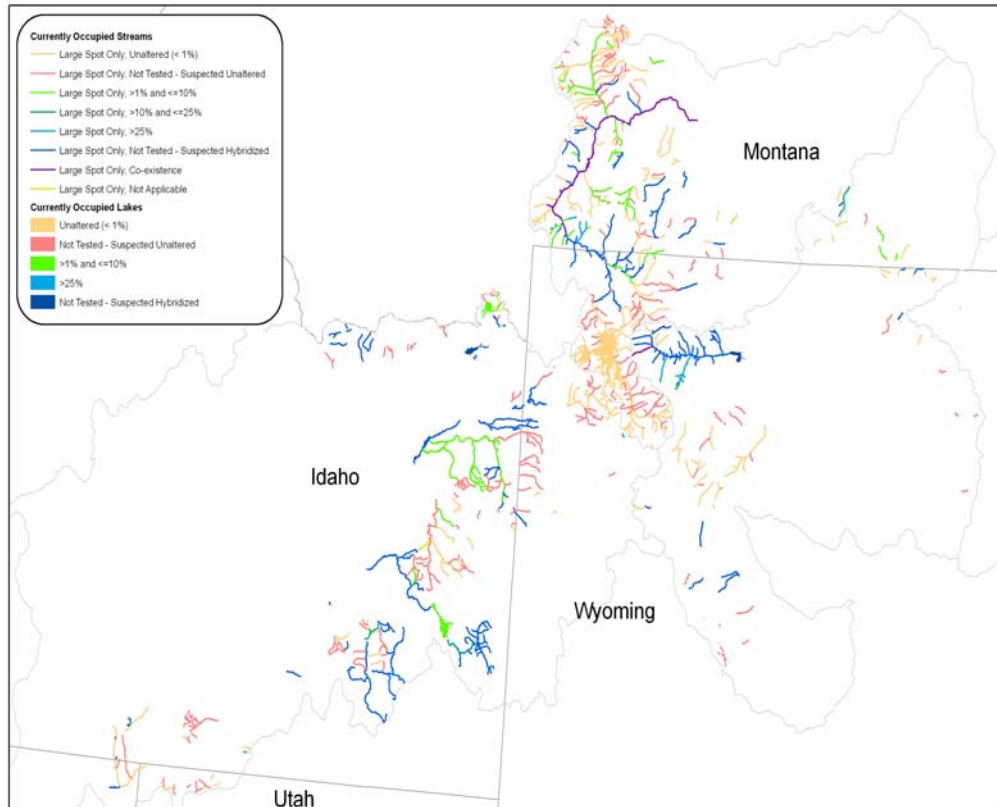 Currently Occupied Streams
Large Spot Only, Unaltered (< 1%)
Large Spot Only, Not Tested - Suspected Unaltered
Large Spot Only, >1% and <=10%
Large Spot Only, >10% and <=25%
Large Spot Only, >25%
Large Spot Only, Not Tested - Suspected Hybridized
Large Spot Only, Co-existence
Large Spot Only, Not Applicable
Currently Occupied Lakes
Unaltered (< 1%)
Not Tested - Suspected Unaltered
>1% and <=10%
>25%
Not Tested - Suspected Hybridized
Montana
Idaho
Wyoming
Utah